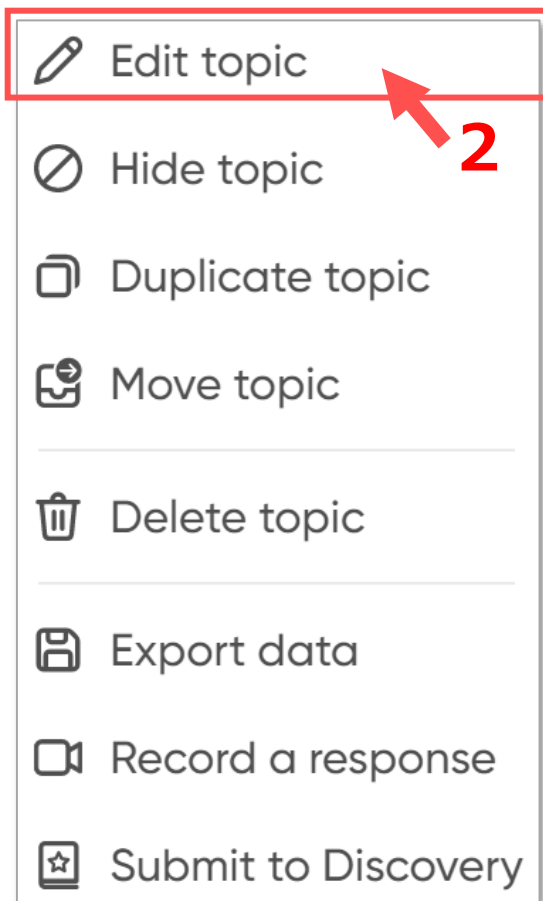 Edit topic
2
Hide topic
Duplicate topic
Move topic
Delete topic
Export data
Record a response
Submit to Discovery